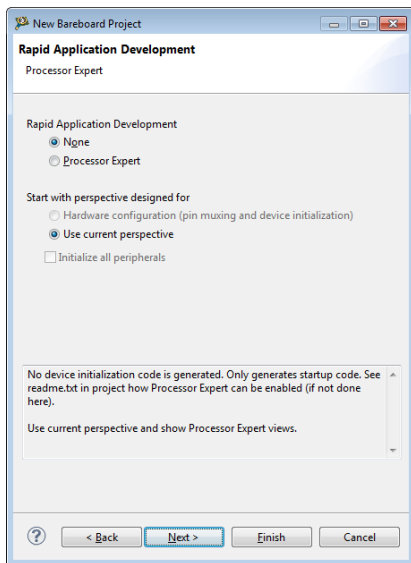 New Bareboard Project
Rapid Application Development
Processor Expert
Rapid Application Development
None
Processor Expert
Start with perspective designed for
Hardware configuration (pin muxing and device initialization)
Use current perspective
Initialize all peripherals
No device initialization code is generated. Only generates startup code. See
readme.txt in project how Processor Expert can be enabled (if not done
here).
Use current perspective and show Processor Expert views.
? < Back Next > Finish Cancel